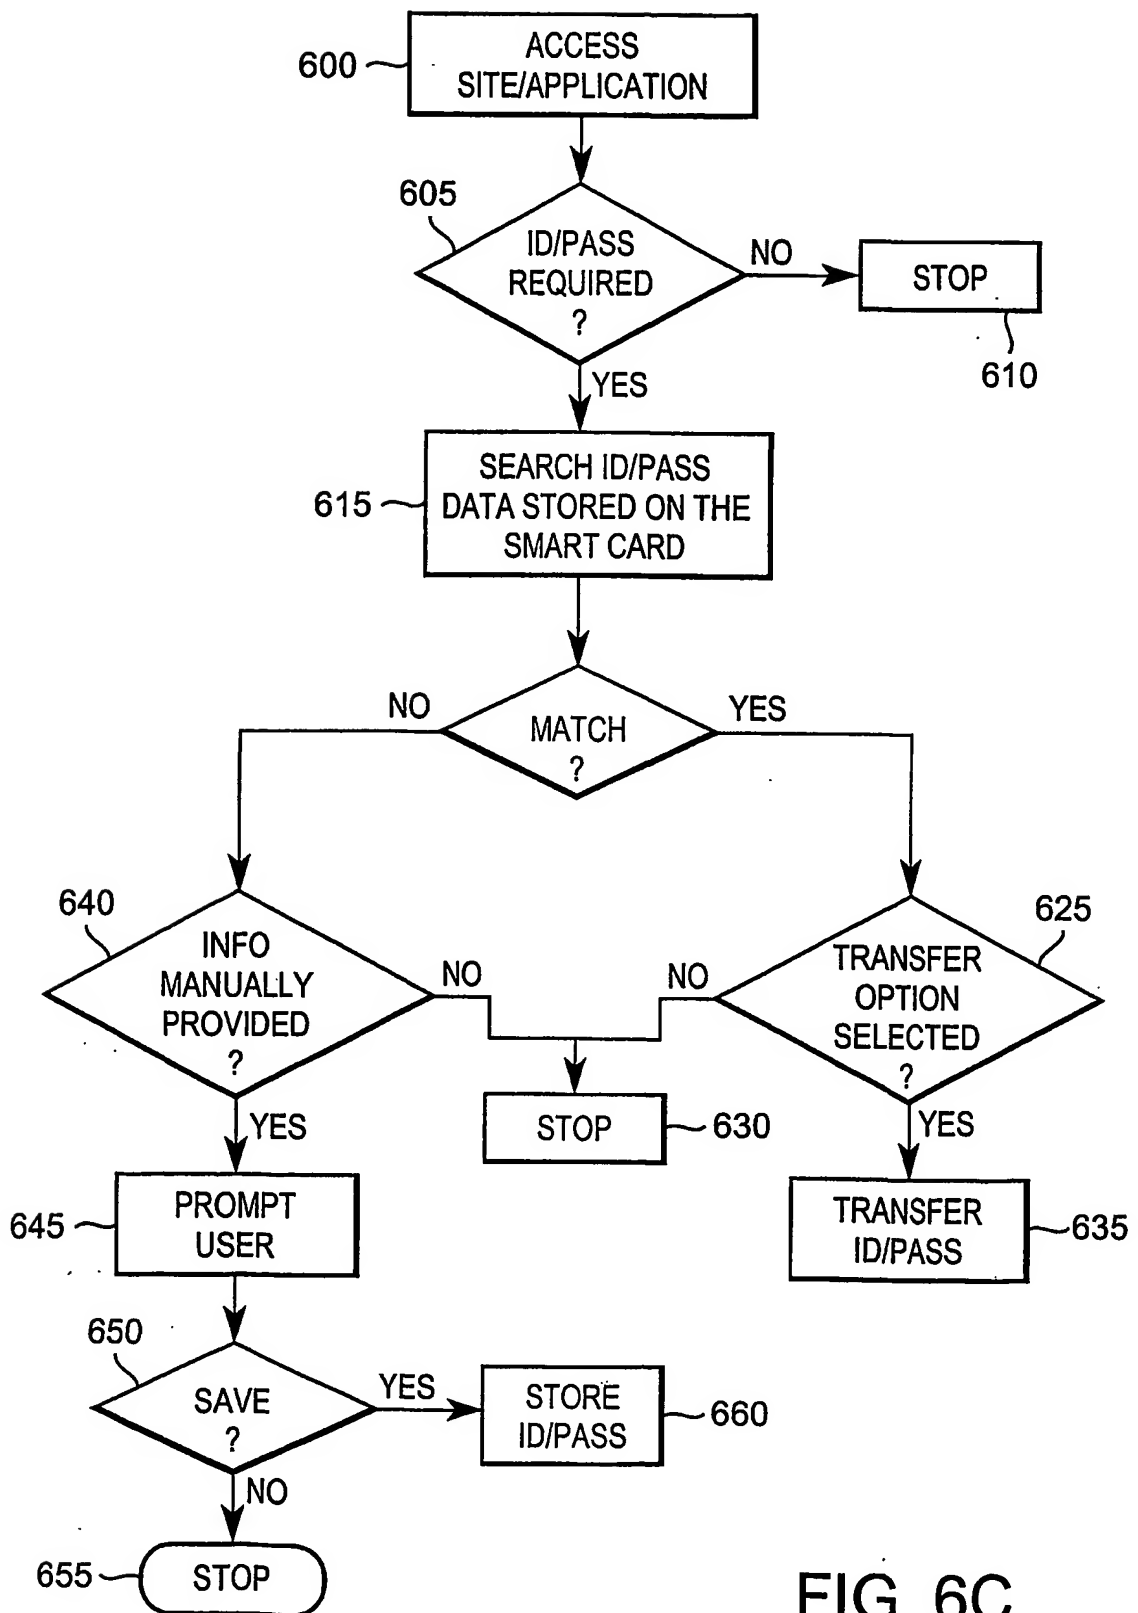 ACCESS
SITE/APPLICATION
600
605
ID/PASS
REQUIRED
?
NO
STOP
610
YES
SEARCH ID/PASS
DATA STORED ON THE
SMART CARD
615
MATCH
?
NO
YES
640
INFO
MANUALLY
PROVIDED
?
NO
NO
625
TRANSFER
OPTION
SELECTED
?
STOP
630
YES
YES
PROMPT
USER
645
TRANSFER
ID/PASS
635
650
SAVE
?
YES
STORE
ID/PASS
660
NO
STOP
655
FIG 6C